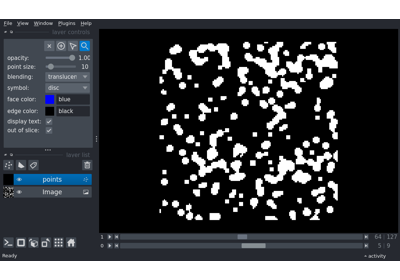 File View Window Plugins Help
layer controls
opacity: 1.00
point size: 10
blending: translucen
symbol: disc
face color: blue
edge color: black
display text:
out of slice:
layer list
points
Image
1 64 127
0 5 9
Ready activity